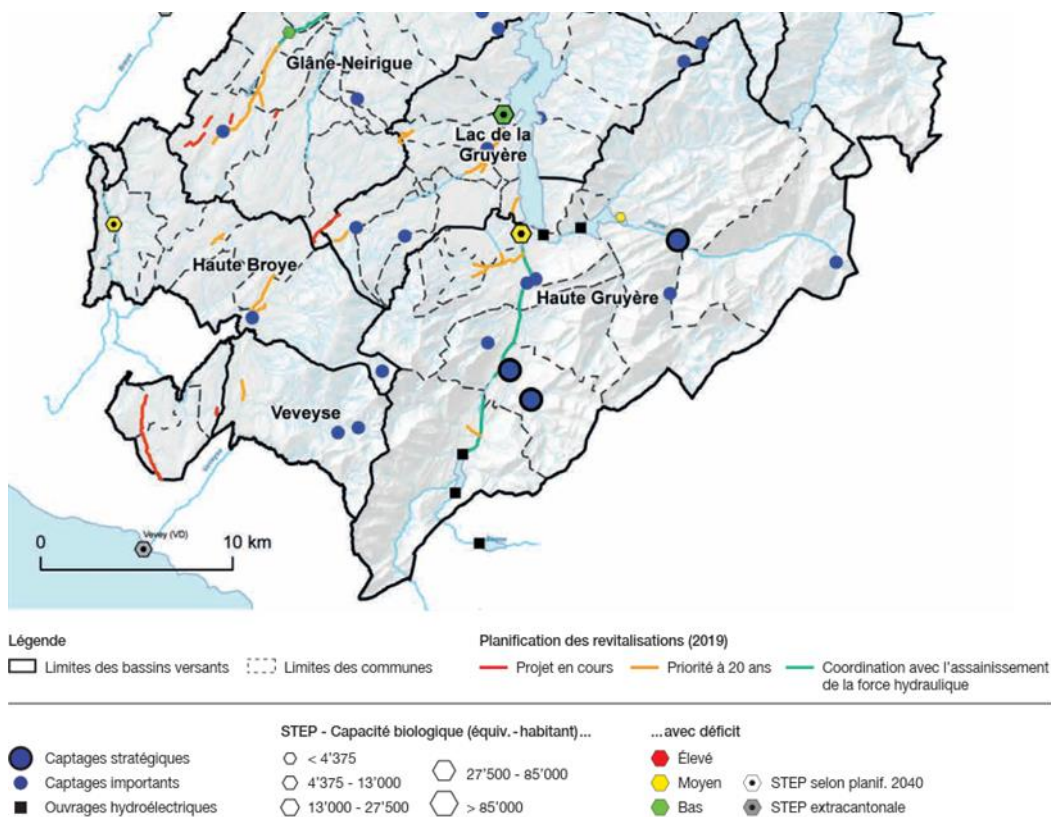 Glâne-Neirigue
Lac de la
Gruyère
Haute Broye
Haute Gruyère
Veveyse
Veveyse
Vevey (VD)
0 10 km
Légende
Limites des bassins versants
Limites des communes
Planification des revitalisations (2019)
Projet en cours
Priorité à 20 ans
Coordination avec l'assainissement
de la force hydraulique
Captages stratégiques
Captages importants
Ouvrages hydroélectriques
STEP - Capacité biologique (équiv. - habitant)...
< 4'375
4'375 - 13'000
13'000 - 27'500
27'500 - 85'000
> 85'000
...avec déficit
Élevé
Moyen
Bas
STEP selon planif. 2040
STEP extracantonale